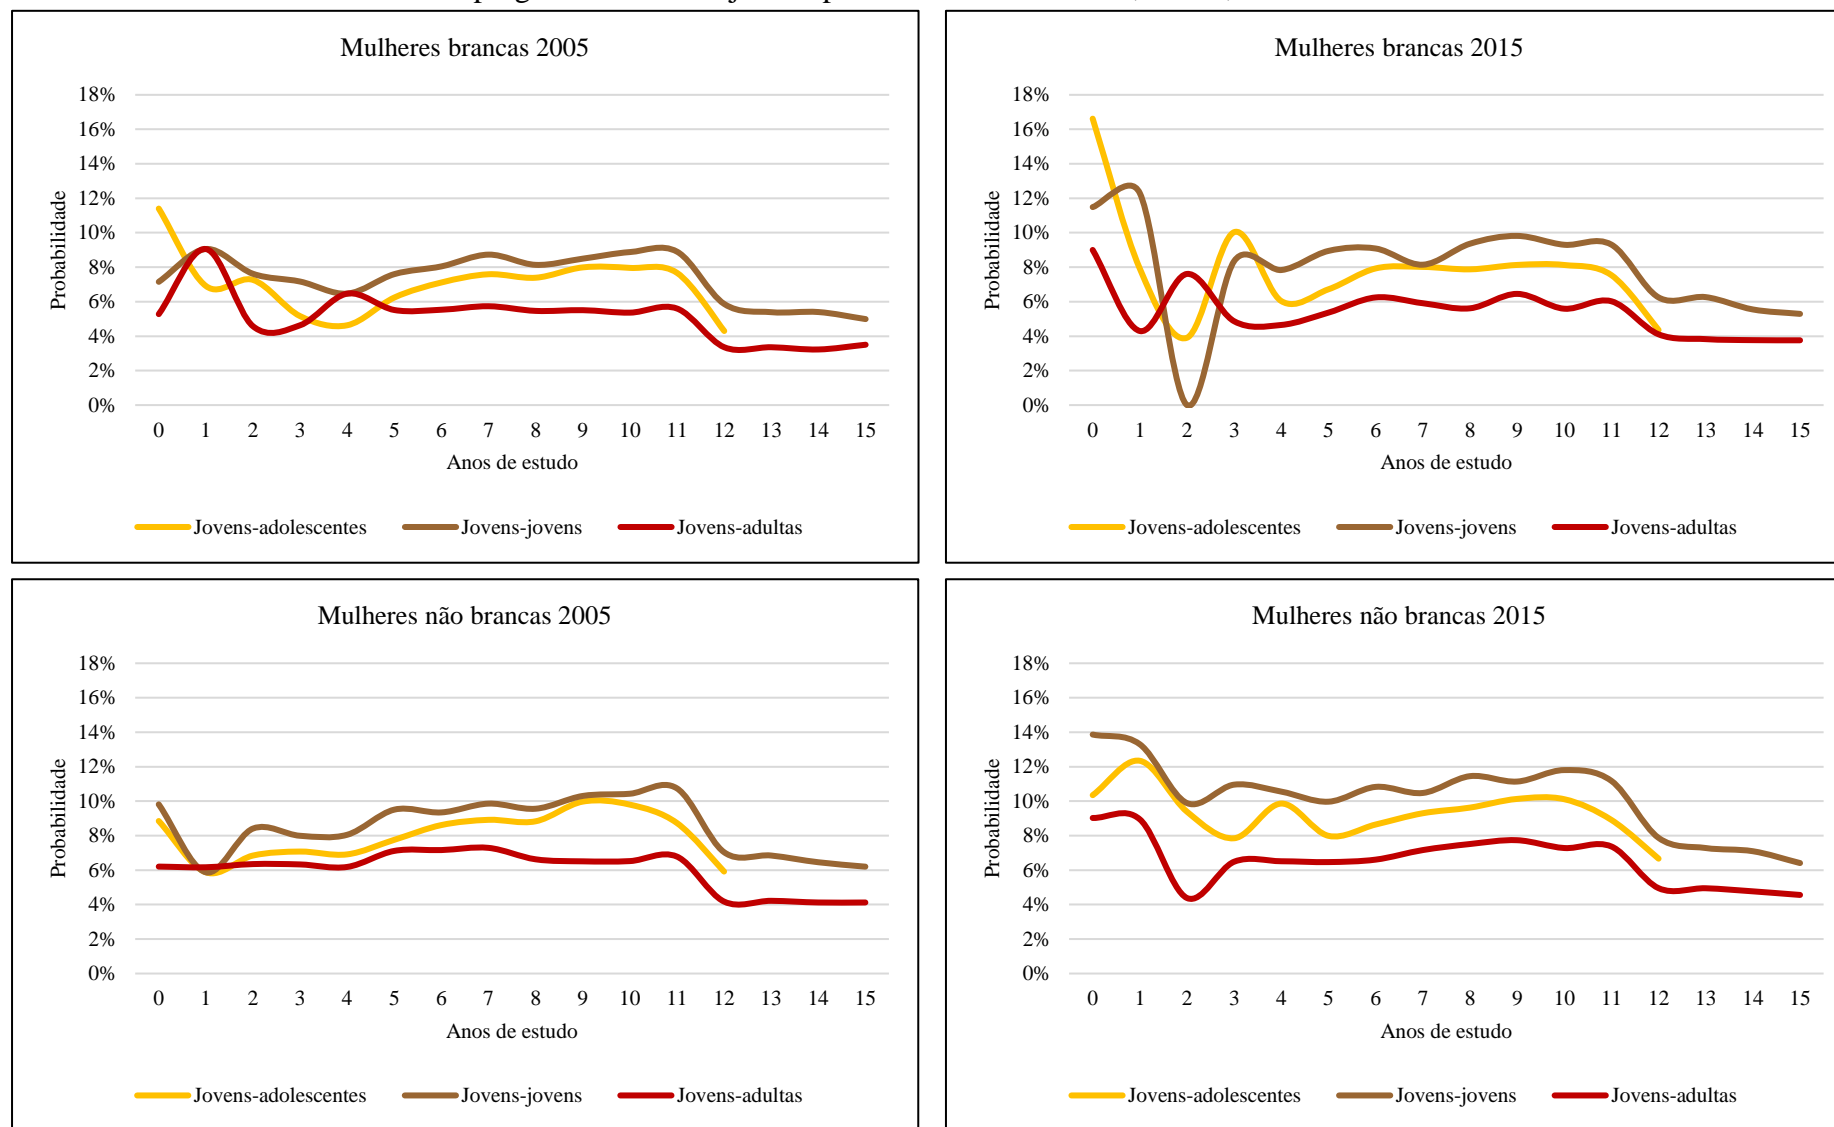 Mulheres brancas 2005
18%
16%
14%
12%
10%
8%
6%
4%
2%
0%
Probabilidade
0 1 2 3 4 5 6 7 8 9 10 11 12 13 14 15
Anos de estudo
Jovens-adolescentes Jovens-jovens Jovens-adultas
Mulheres brancas 2015
18%
16%
14%
12%
10%
8%
6%
4%
2%
0%
Probabilidade
0 1 2 3 4 5 6 7 8 9 10 11 12 13 14 15
Anos de estudo
Jovens-adolescentes Jovens-jovens Jovens-adultas
Mulheres não brancas 2005
18%
16%
14%
12%
10%
8%
6%
4%
2%
0%
Probabilidade
0 1 2 3 4 5 6 7 8 9 10 11 12 13 14 15
Anos de estudo
Jovens-adolescentes Jovens-jovens Jovens-adultas
Mulheres não brancas 2015
18%
16%
14%
12%
10%
8%
6%
4%
2%
0%
Probabilidade
0 1 2 3 4 5 6 7 8 9 10 11 12 13 14 15
Anos de estudo
Jovens-adolescentes Jovens-jovens Jovens-adultas